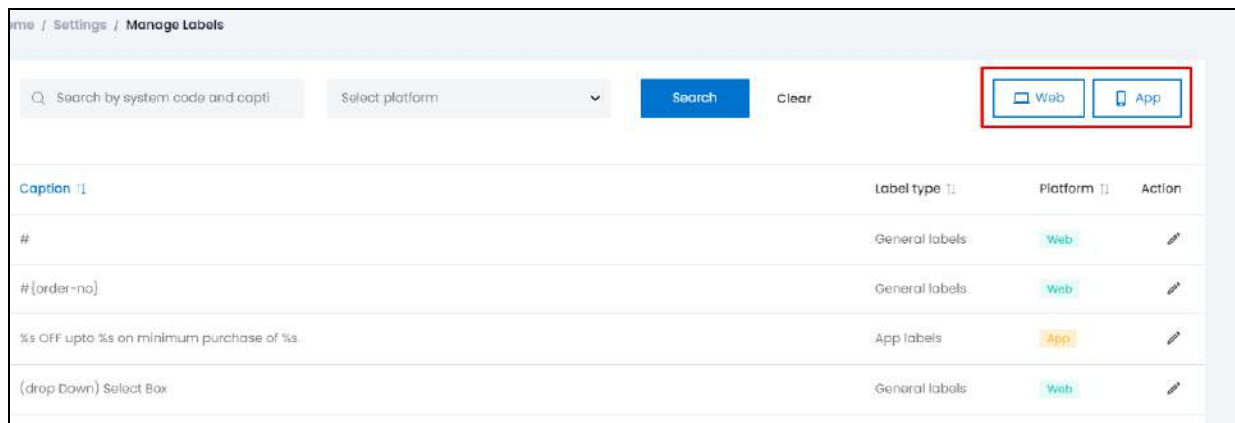 ome / Settings / Manage Labels
Search by system code and capti Select platform Search Clear Web App
Caption Label type Platform Action
# General labels Web
#{order-no} General labels Web
%s OFF upto %s on minimum purchase of %s. App labels App
(drop Down) Select Box General labels Web